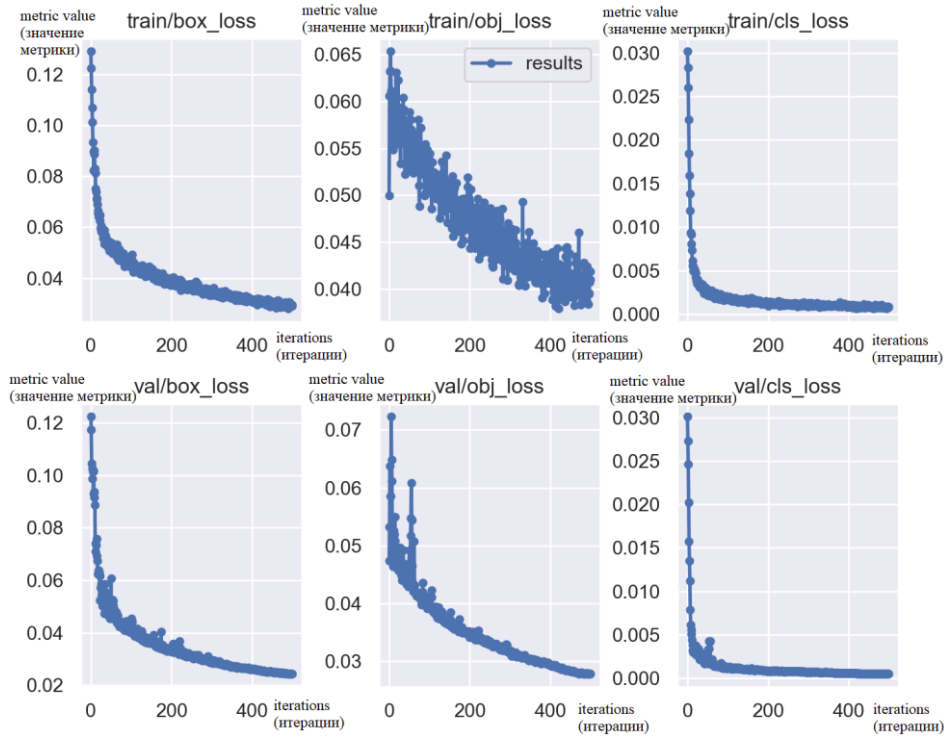 metric value
(значение
метрики)
train/box_loss
0.12
0.10
0.08
0.06
0.04
0
200
400
iterations
(итерации)
metric value
(значение метрики)
train/obj_loss
results
0.065
0.060
0.055
0.050
0.045
0.040
0
200
400
iterations
(итерации)
metric value
(значение метрики)
train/cls_loss
0.030
0.025
0.020
0.015
0.010
0.005
0.000
0
200
400
iterations
(итерации)
metric value
(значение метрики)
val/box_loss
0.12
0.10
0.08
0.06
0.04
0.02
0
200
400
iterations
(итерации)
metric value
(значение метрики)
val/obj_loss
0.07
0.06
0.05
0.04
0.03
0
200
400
iterations
(итерации)
metric value
(значение метрики)
val/cls_loss
0.030
0.025
0.020
0.015
0.010
0.005
0.000
0
200
400
iterations
(итерации)